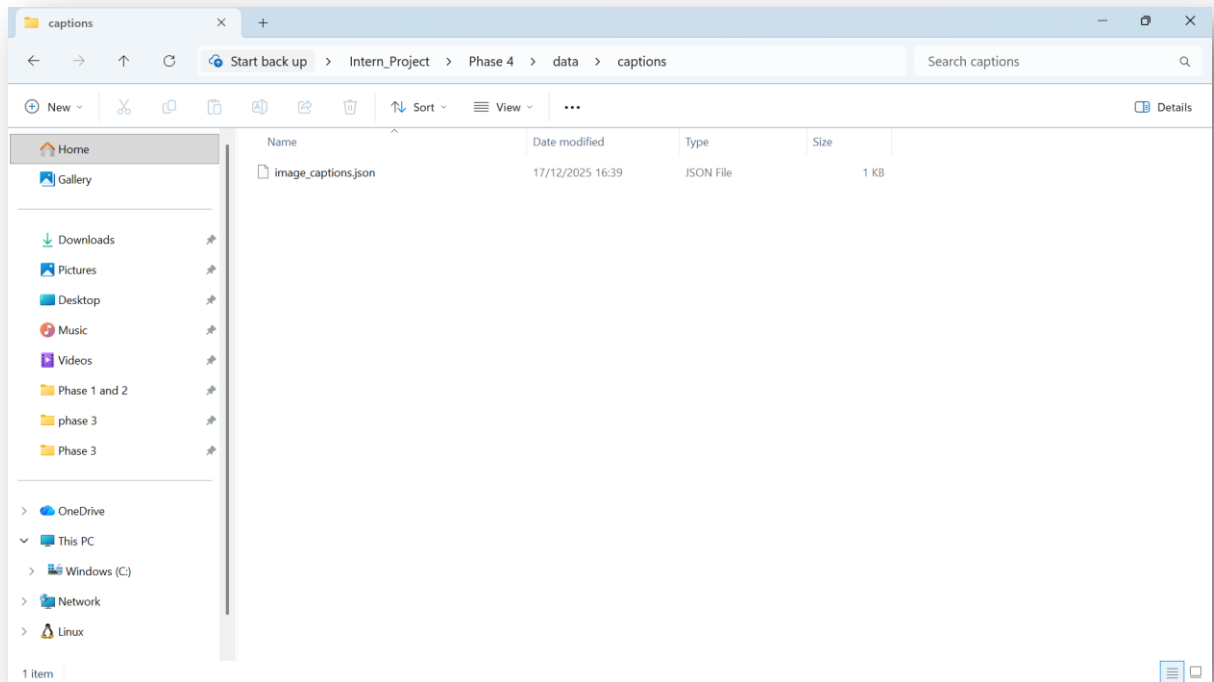 captions
Start back up > Intern_Project > Phase 4 > data > captions
Search captions
New
Sort
View
Details
Home
Gallery
Downloads
Pictures
Desktop
Music
Videos
Phase 1 and 2
phase 3
Phase 3
OneDrive
This PC
Windows (C:)
Network
Linux
Name Date modified Type Size
image_captions.json 17/12/2025 16:39 JSON File 1 KB
1 item